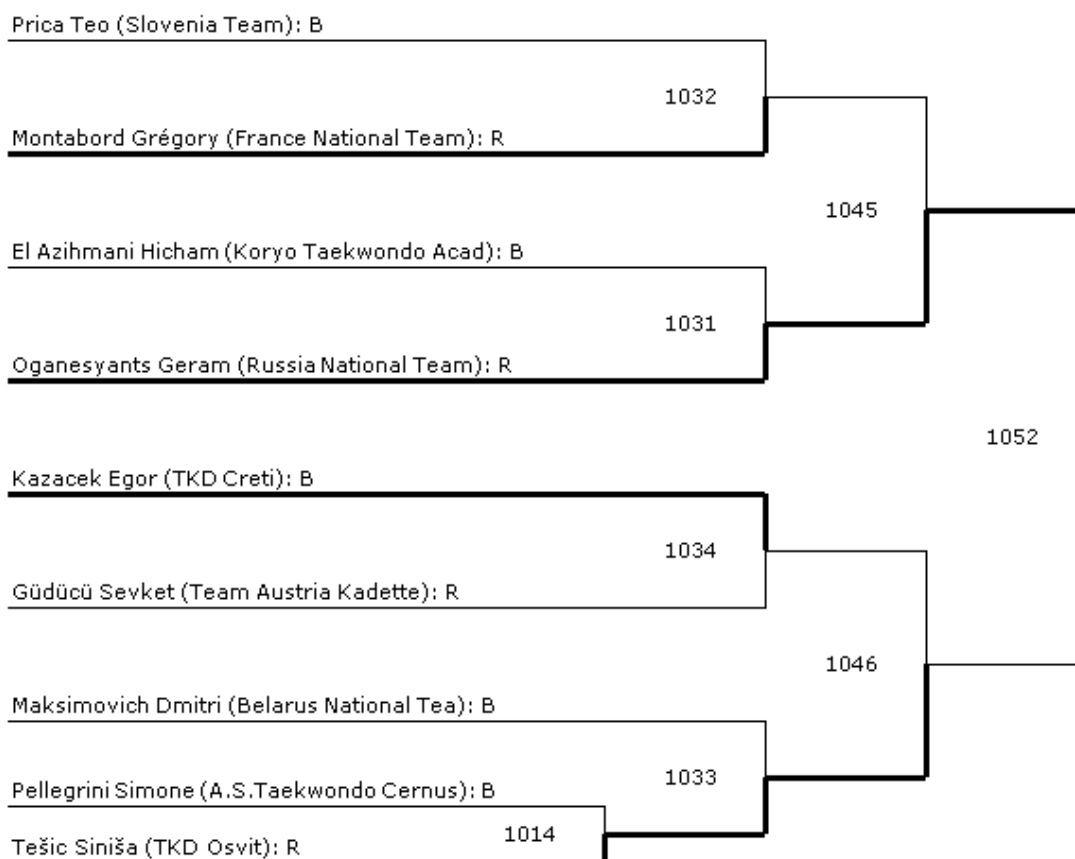 Prica Teo (Slovenia Team): B
1032
Montabord Grégory (France National Team): R
1045
El Azihmani Hicham (Koryo Taekwondo Acad): B
1031
Oganesyants Geram (Russia National Team): R
1052
Kazacek Egor (TKD Creti): B
1034
Güdücü Sevket (Team Austria Kadette): R
1046
Maksimovich Dmitri (Belarus National Tea): B
1033
Pellegrini Simone (A.S.Taekwondo Cernus): B
1014
Tešic Siniša (TKD Osvit): R